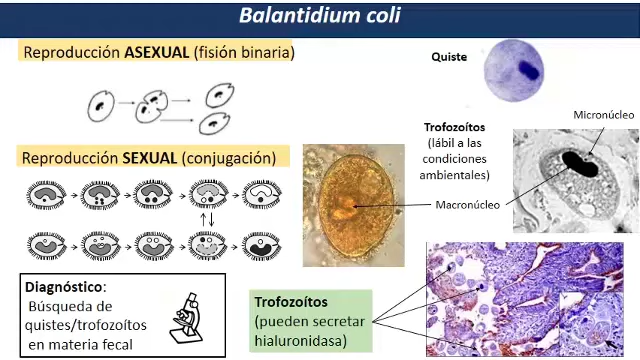 Balantidium coli
Reproducción ASEXUAL (fisión binaria)
Quiste
Micronúcleo
Trofozoítos
(lábil a las
condiciones
ambientales)
Reproducción SEXUAL (conjugación)
Macronúcleo
Diagnóstico:
Búsqueda de
quistes/trofozoítos
en materia fecal
Trofozoítos
(pueden secretar
hialuronidasa)